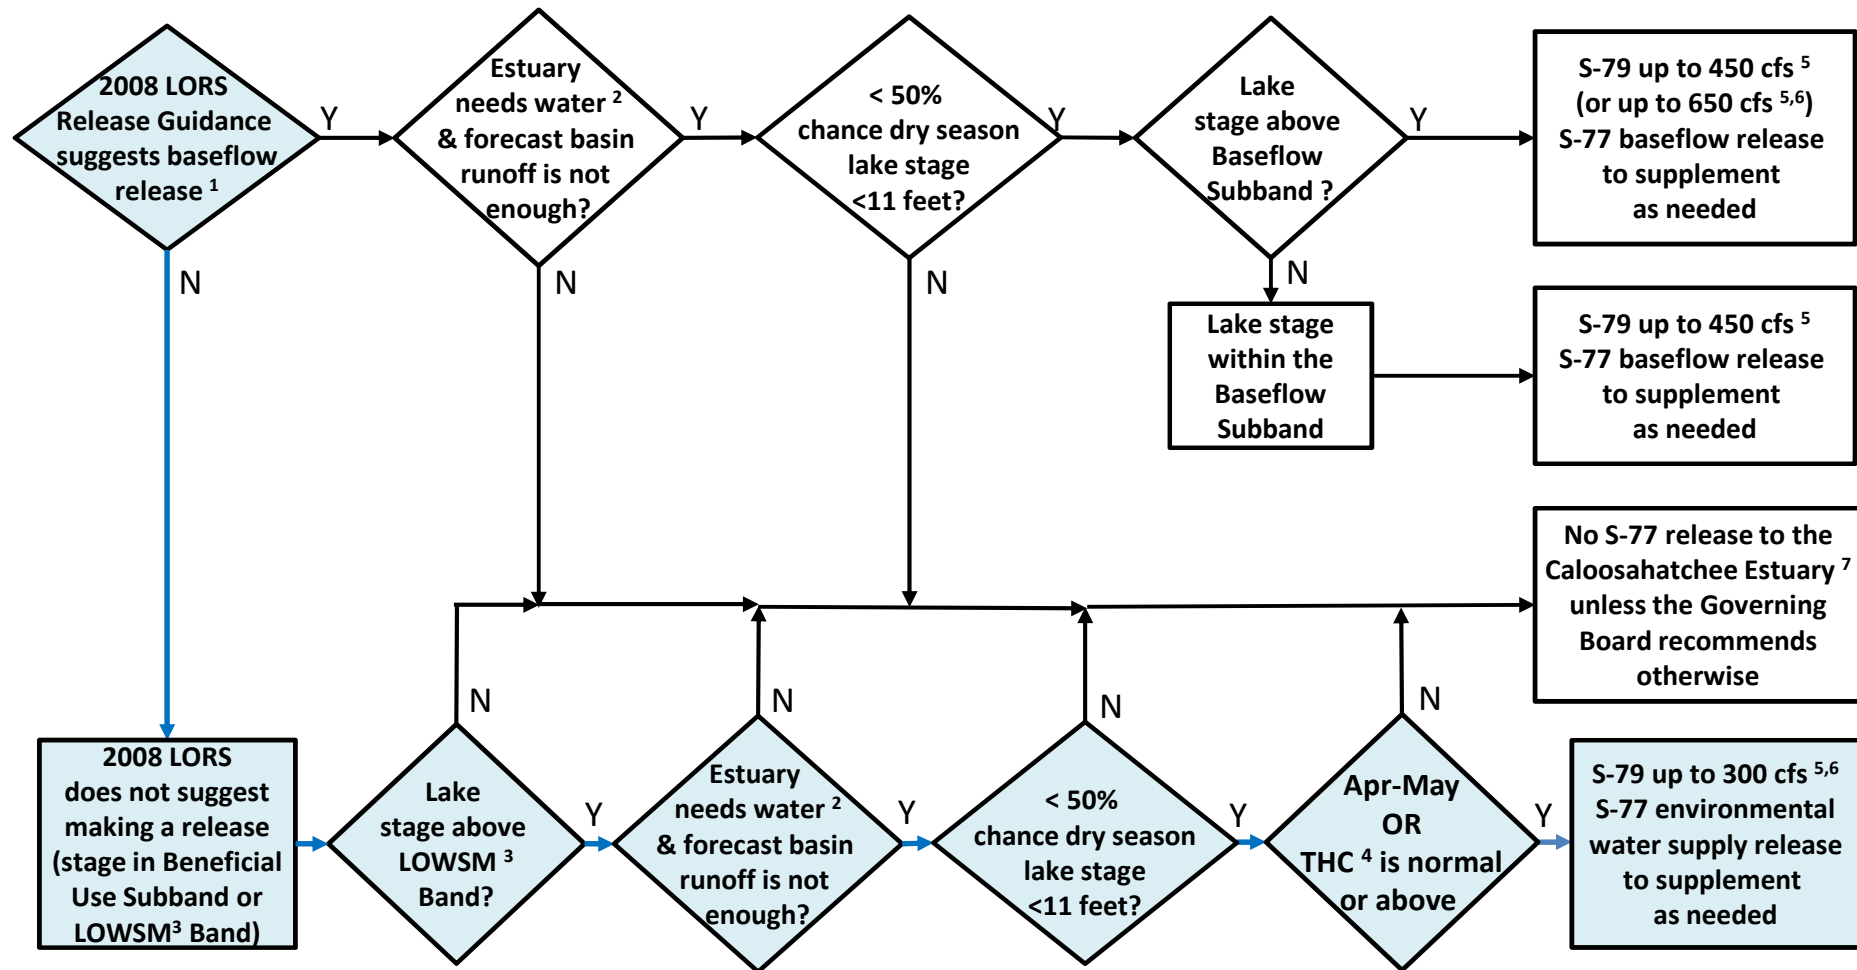 2008 LORS
Release Guidance
suggests baseflow
release 1
Y
N
Estuary
needs water 2
& forecast basin
runoff is not
enough?
Y
N
< 50%
chance dry season
lake stage
<11 feet?
Y
N
Lake
stage above
Baseflow
Subband ?
Y
N
S-79 up to 450 cfs 5
(or up to 650 cfs 5,6)
S-77 baseflow release
to supplement
as needed
Lake stage
within the
Baseflow
Subband
S-79 up to 450 cfs 5
S-77 baseflow release
to supplement
as needed
No S-77 release to the
Caloosahatchee Estuary 7
unless the Governing
Board recommends
otherwise
2008 LORS
does not suggest
making a release
(stage in Beneficial
Use Subband or
LOWSM3 Band)
N
Lake
stage above
LOWSM 3
Band?
Y
N
Estuary
needs water 2
& forecast basin
runoff is not
enough?
Y
N
< 50%
chance dry season
lake stage
<11 feet?
Y
N
Apr-May
OR
THC 4 is normal
or above
Y
S-79 up to 300 cfs 5,6
S-77 environmental
water supply release
to supplement
as needed